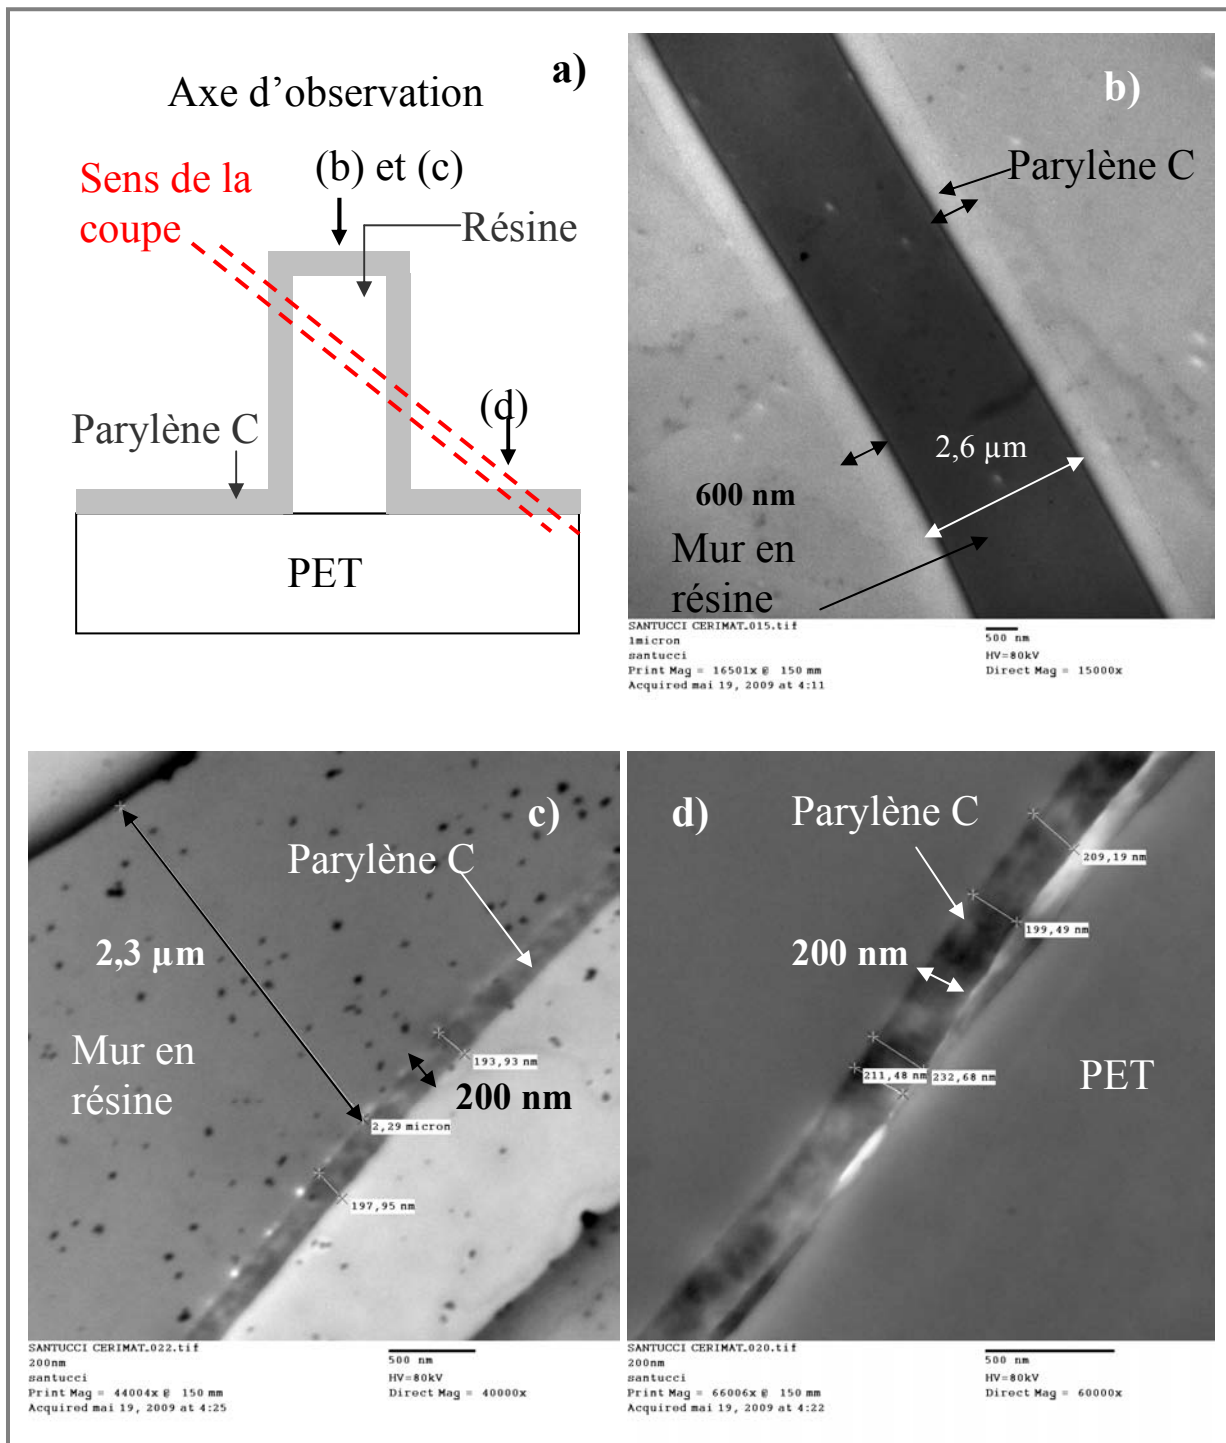 a)
Axe d'observation
Sens de la
coupe
(b) et (c)
Résine
(d)
Parylène C
PET
b)
Parylène C
2,6 µm
600 nm
Mur en
résine
SANTUCCI CERIMAT.015.tif
1micron
santucci
Print Mag = 16501x @ 150 mm
Acquired mai 19, 2009 at 4:11
500 nm
HV=80kV
Direct Mag = 15000x
c)
Parylène C
2,3 µm
Mur en
résine
193,93 nm
200 nm
2,29 micron
197,95 nm
SANTUCCI CERIMAT.022.tif
200nm
santucci
Print Mag = 44004x @ 150 mm
Acquired mai 19, 2009 at 4:25
500 nm
HV=80kV
Direct Mag = 40000x
d)
Parylène C
209,19 nm
199,49 nm
200 nm
211,48 nm
232,68 nm
PET
SANTUCCI CERIMAT.020.tif
200nm
santucci
Print Mag = 66006x @ 150 mm
Acquired mai 19, 2009 at 4:22
500 nm
HV=80kV
Direct Mag = 60000x